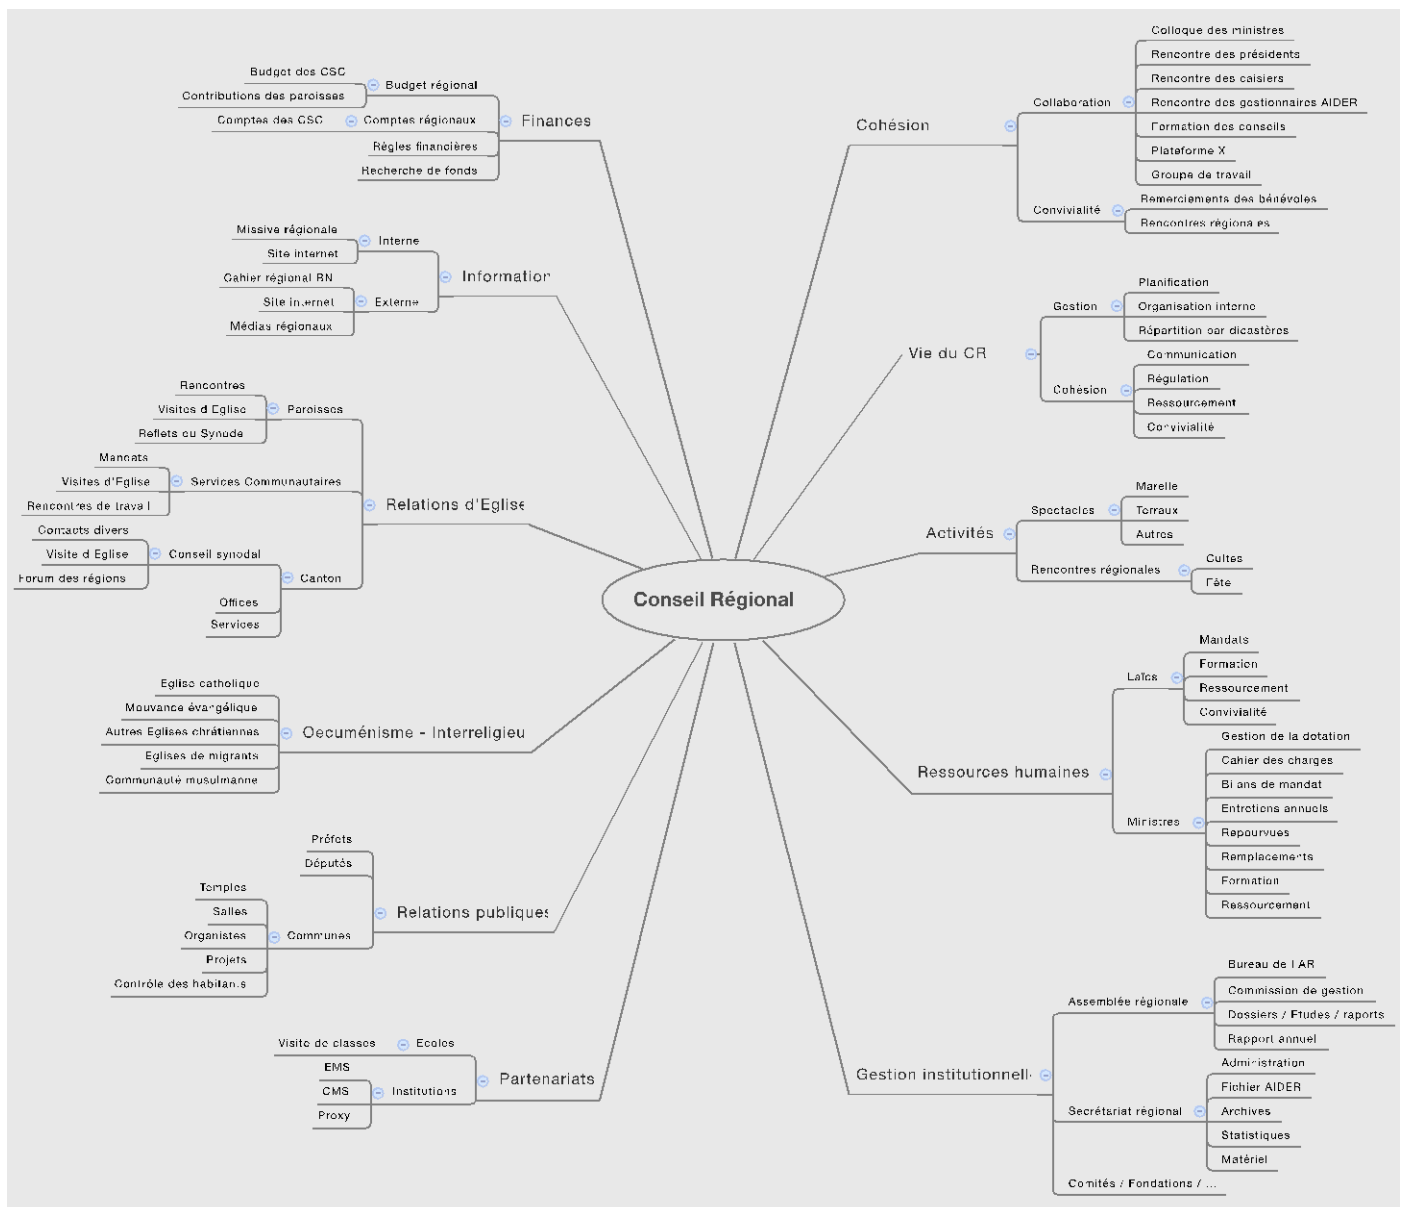 Conseil Régional
Finances
Budget régional
Budget des CSC
Contributions des paroisses
Comptes régionaux
Comptes des CSC
Règles financières
Recherche de fonds
Information
Interne
Missive régionale
Site internet
Externe
Cahier régional BN
Site internet
Médias régionaux
Relations d'Eglise
Paroisses
Rencontres
Visites d'Eglise
Reflets du Synode
Services Communautaires
Mandats
Visites d'Eglise
Rencontres de travail
Canton
Conseil synodal
Contacts divers
Visite d'Eglise
Forum des régions
Offices
Services
Oecuménisme - Interreligieu
Eglise catholique
Mouvance évangélique
Autres Eglises chrétiennes
Eglises de migrants
Communauté musulmanne
Relations publiques
Préfets
Députés
Communes
Temples
Salles
Organistes
Projets
Contrôle des habitants
Partenariats
Ecoles
Visite de classes
Institutions
EMS
CMS
Proxy
Cohésion
Collaboration
Colloque des ministres
Rencontre des présidents
Rencontre des caisiers
Rencontre des gestionnaires AIDER
Formation des conseils
Plateforme X
Groupe de travail
Convivialité
Remerciements des bénévoles
Rencontres régionales
Vie du CR
Gestion
Planification
Organisation interne
Répartition par dicastères
Cohésion
Communication
Régulation
Ressourcement
Convivialité
Activités
Spectacles
Marelle
Terraux
Autres
Rencontres régionales
Cultes
Fête
Ressources humaines
Laïcs
Mandats
Formation
Ressourcement
Convivialité
Ministres
Gestion de la dotation
Cahier des charges
Bilans de mandat
Entretiens annuels
Repourvues
Remplacements
Formation
Ressourcement
Gestion institutionnell
Assemblée régionale
Bureau de l'AR
Commission de gestion
Dossiers / Etudes / raports
Rapport annuel
Secrétariat régional
Administration
Fichier AIDER
Archives
Statistiques
Matériel
Comités / Fondations / ...